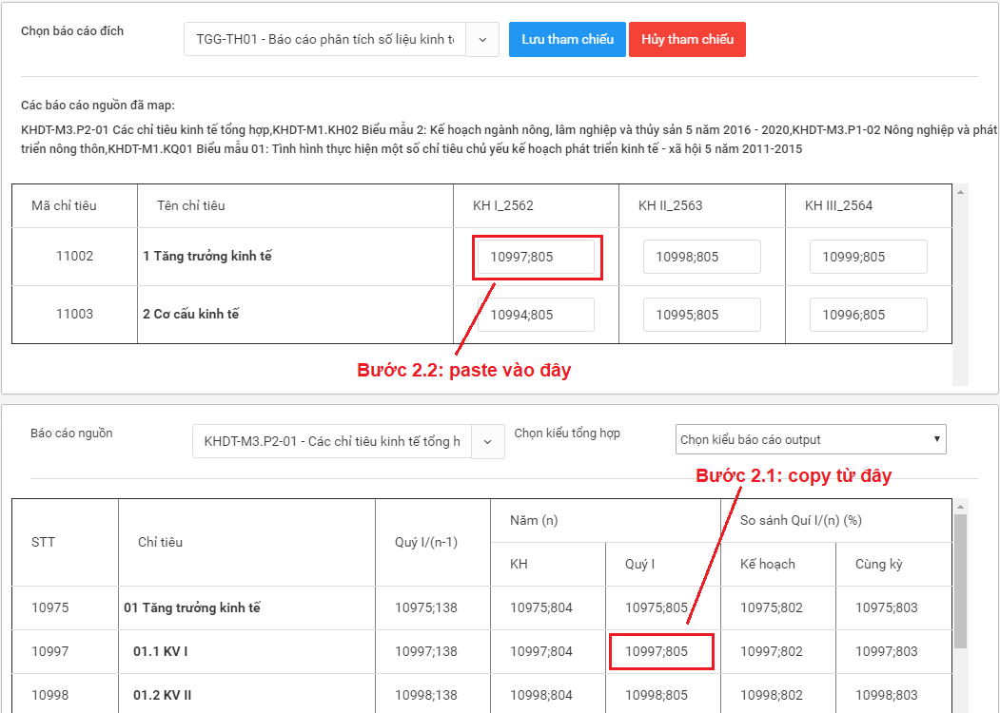 Chọn báo cáo đích
TGG-TH01 - Báo cáo phân tích số liệu kinh tế
Lưu tham chiếu
Hủy tham chiếu
Các báo cáo nguồn đã map:
KHDT-M3.P2-01 Các chỉ tiêu kinh tế tổng hợp,KHDT-M1.KH02 Biểu mẫu 2: Kế hoạch ngành nông, lâm nghiệp và thủy sản 5 năm 2016 - 2020,KHDT-M3.P1-02 Nông nghiệp và phát
triển nông thôn,KHDT-M1.KQ01 Biểu mẫu 01: Tình hình thực hiện một số chỉ tiêu chủ yếu kế hoạch phát triển kinh tế - xã hội 5 năm 2011-2015
Mã chỉ tiêu Tên chỉ tiêu KH I_2562 KH II_2563 KH III_2564
11002 1 Tăng trưởng kinh tế 10997;805 10998;805 10999;805
11003 2 Cơ cấu kinh tế 10994;805 10995;805 10996;805
Bước 2.2: paste vào đây
Báo cáo nguồn
KHDT-M3.P2-01 - Các chỉ tiêu kinh tế tổng h
Chọn kiểu tổng hợp
Chọn kiểu báo cáo output
Bước 2.1: copy từ đây
STT Chỉ tiêu Quý I/(n-1) Năm (n) So sánh Quí I/(n) (%)
KH Quý I Kế hoạch Cùng kỳ
10975 01 Tăng trưởng kinh tế 10975;138 10975;804 10975;805 10975;802 10975;803
10997 01.1 KV I 10997;138 10997;804 10997;805 10997;802 10997;803
10998 01.2 KV II 10998;138 10998;804 10998;805 10998;802 10998;803